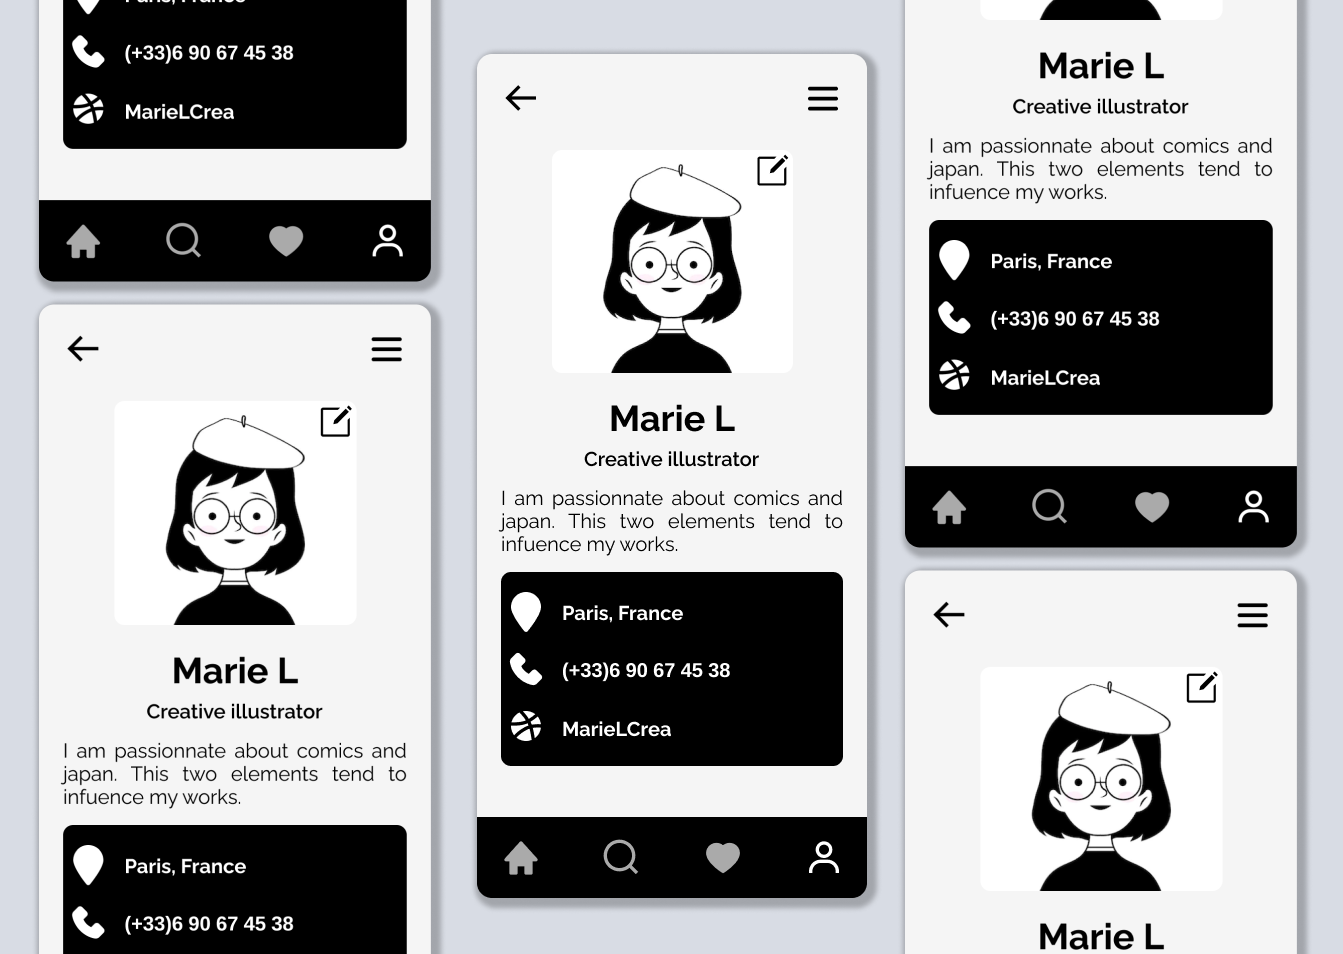 Paris, France
(+33)6 90 67 45 38
MarieLCrea
Marie L
Creative illustrator
I am passionnate about comics and
japan. This two elements tend to
infuence my works.
Paris, France
(+33)6 90 67 45 38
Marie L
Creative illustrator
I am passionnate about comics and
japan. This two elements tend to
infuence my works.
Paris, France
(+33)6 90 67 45 38
MarieLCrea
Marie L
Creative illustrator
I am passionnate about comics and
japan. This two elements tend to
infuence my works.
Paris, France
(+33)6 90 67 45 38
MarieLCrea
Marie L